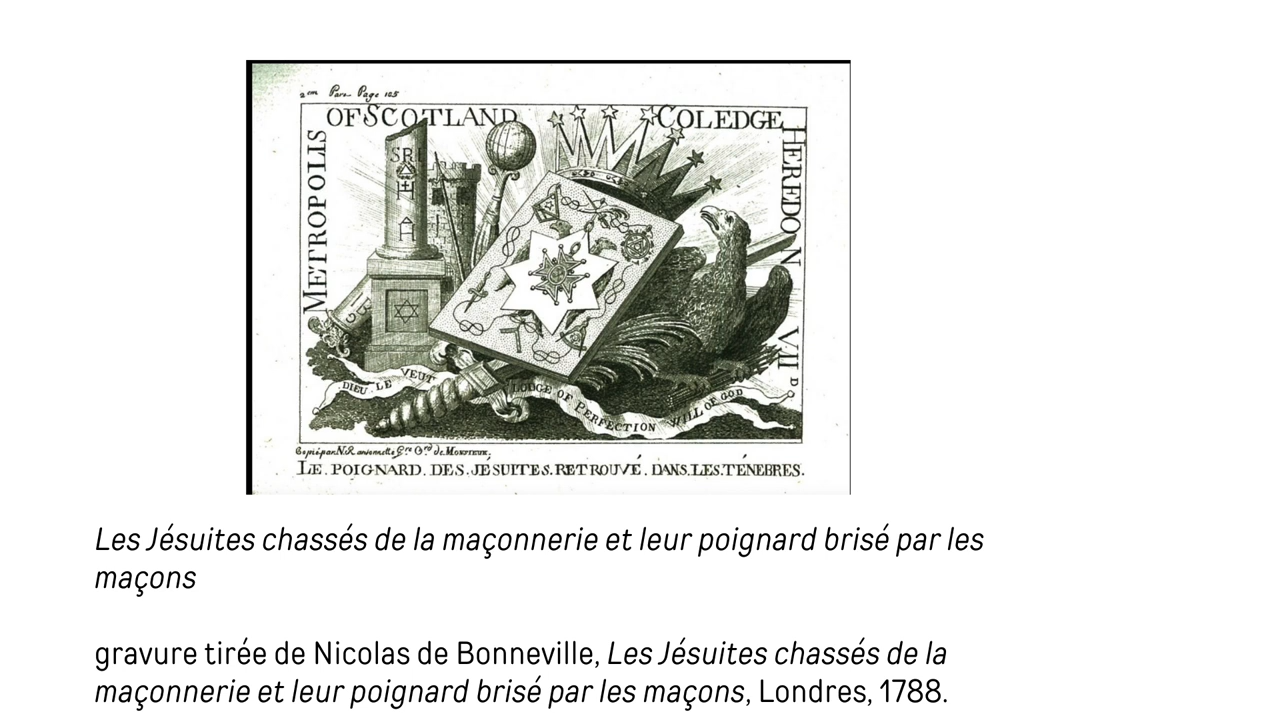 2em Part. Page 105
OF SCOTLAND COLEDGE
METROPOLIS
HEREDON VII D.
SRI
DIEU LE VEUT
LODGE OF PERFECTION
WILL OF GOD
LE. POIGNARD. DES. JÉSUITES. RETROUVÉ. DANS. LES. TÉNEBRES.
Les Jésuites chassés de la maçonnerie et leur poignard brisé par les
maçons
gravure tirée de Nicolas de Bonneville, Les Jésuites chassés de la
maçonnerie et leur poignard brisé par les maçons, Londres, 1788.